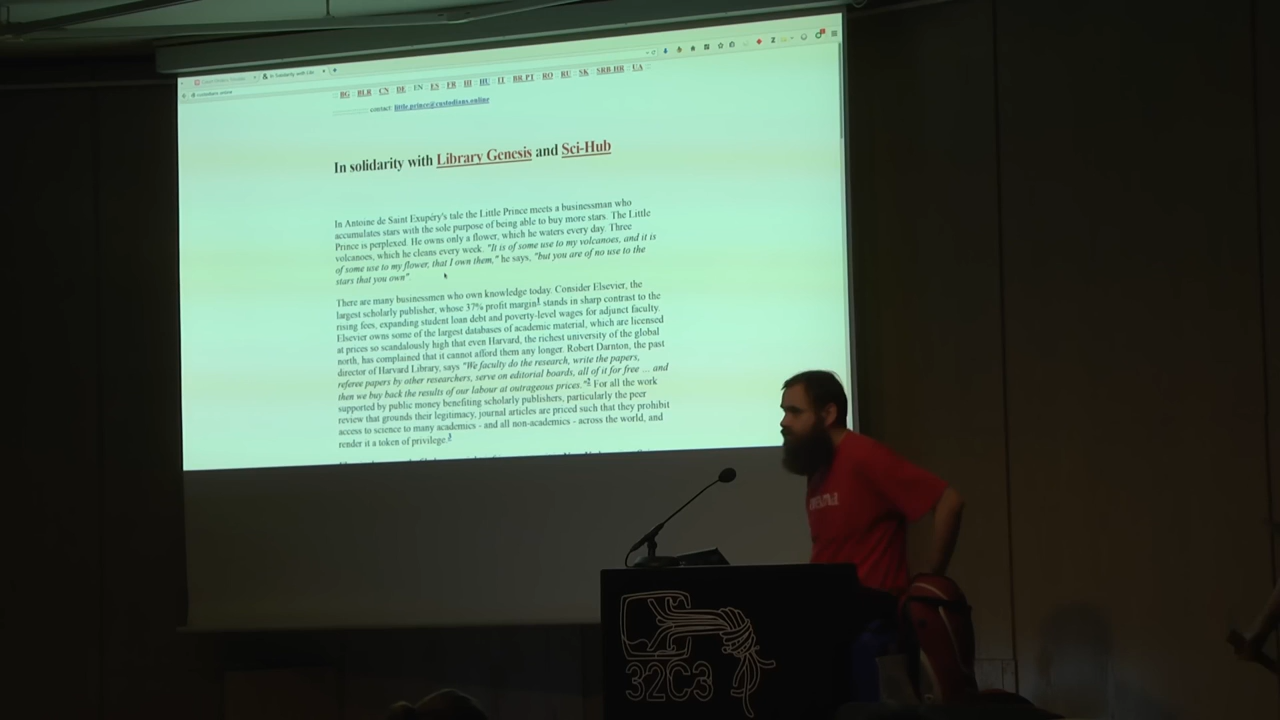 In Solidarity with Libr
custodians.online
BG :: BLR :: CN :: DE :: EN :: ES :: FR :: HI :: HU :: IT :: BR.PT :: RO :: RU :: SK :: SRB-HR :: UA ::
contact: little.prince@custodians.online
In solidarity with Library Genesis and Sci-Hub
In Antoine de Saint Exupéry's tale the Little Prince meets a businessman who
accumulates stars with the sole purpose of being able to buy more stars. The Little
Prince is perplexed. He owns only a flower, which he waters every day. Three
volcanoes, which he cleans every week. "It is of some use to my volcanoes, and it is
of some use to my flower, that I own them," he says, "but you are of no use to the
stars that you own"
There are many businessmen who own knowledge today. Consider Elsevier, the
largest scholarly publisher, whose 37% profit margin1 stands in sharp contrast to the
rising fees, expanding student loan debt and poverty-level wages for adjunct faculty.
Elsevier owns some of the largest databases of academic material, which are licensed
at prices so scandalously high that even Harvard, the richest university of the global
north, has complained that it cannot afford them any longer. Robert Darnton, the past
director of Harvard Library, says "We faculty do the research, write the papers,
referee papers by other researchers, serve on editorial boards, all of it for free ... and
then we buy back the results of our labour at outrageous prices."2 For all the work
supported by public money benefiting scholarly publishers, particularly the peer
review that grounds their legitimacy, journal articles are priced such that they prohibit
access to science to many academics - and all non-academics - across the world, and
render it a token of privilege.3
32C3